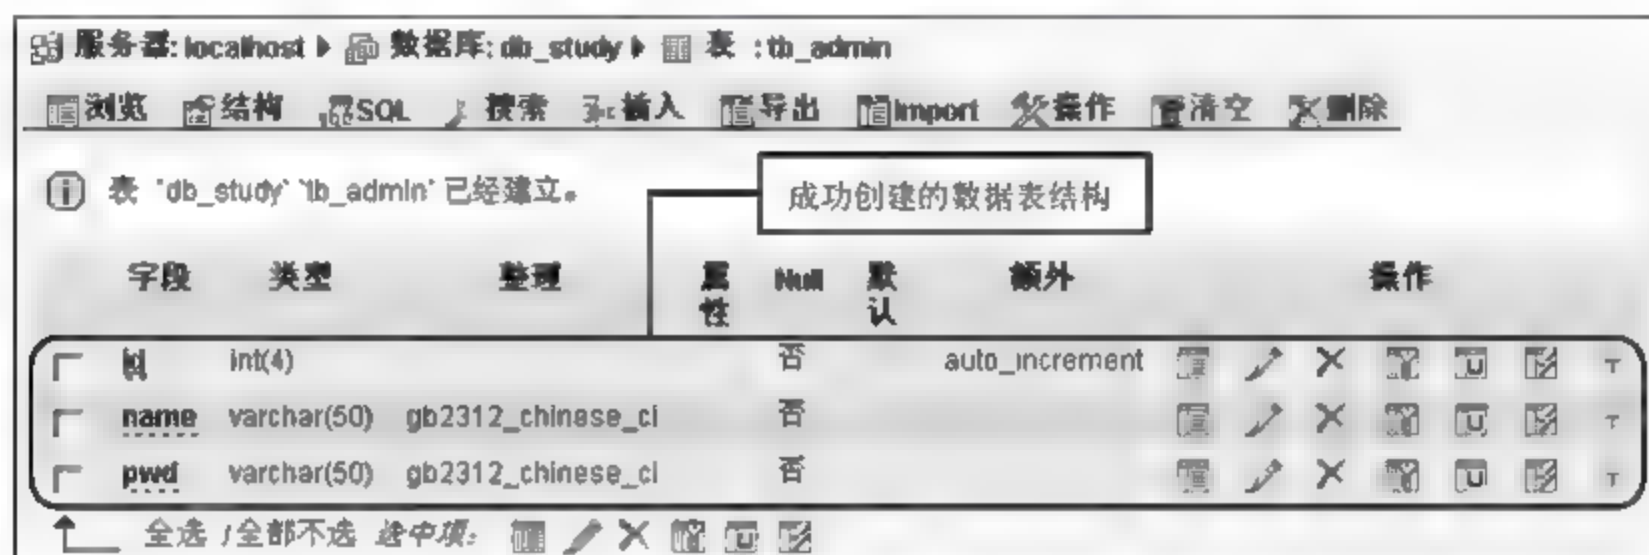 服务器: localhost ▸ 数据库: db_study ▸ 表 : tb_admin
浏览 结构 SQL 搜索 插入 导出 Import 操作 清空 删除
表 `db_study` `tb_admin` 已经建立。
成功创建的数据表结构
字段 类型 整理 属性 Null 默认 额外 操作
id int(4) 否 auto_increment
name varchar(50) gb2312_chinese_ci 否
pwd varchar(50) gb2312_chinese_ci 否
全选 / 全部不选 选中项: